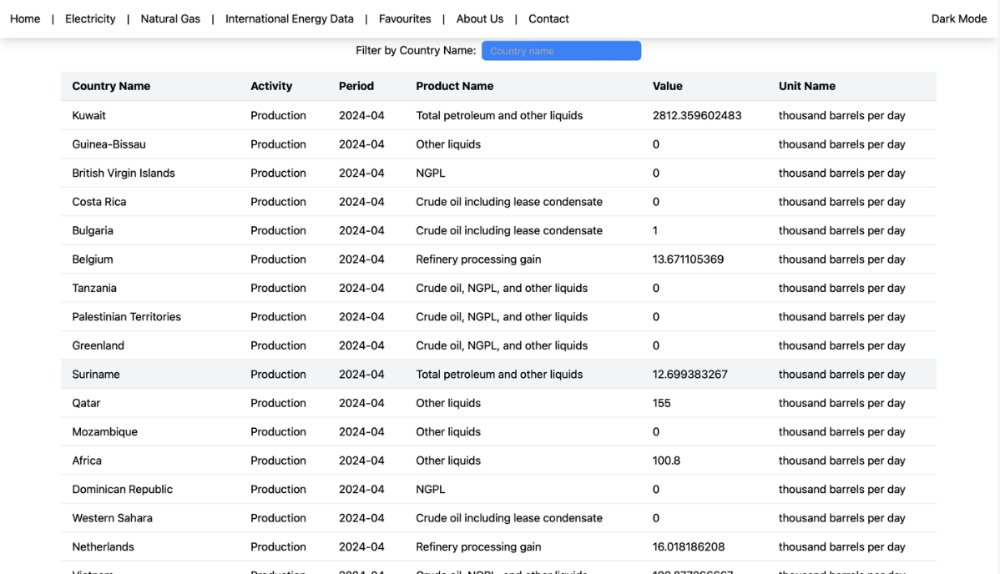 Home | Electricity | Natural Gas | International Energy Data | Favourites | About Us | Contact Dark Mode
Filter by Country Name: Country name
Country Name Activity Period Product Name Value Unit Name
Kuwait Production 2024-04 Total petroleum and other liquids 2812.359602483 thousand barrels per day
Guinea-Bissau Production 2024-04 Other liquids 0 thousand barrels per day
British Virgin Islands Production 2024-04 NGPL 0 thousand barrels per day
Costa Rica Production 2024-04 Crude oil including lease condensate 0 thousand barrels per day
Bulgaria Production 2024-04 Crude oil including lease condensate 1 thousand barrels per day
Belgium Production 2024-04 Refinery processing gain 13.671105369 thousand barrels per day
Tanzania Production 2024-04 Crude oil, NGPL, and other liquids 0 thousand barrels per day
Palestinian Territories Production 2024-04 Crude oil, NGPL, and other liquids 0 thousand barrels per day
Greenland Production 2024-04 Crude oil, NGPL, and other liquids 0 thousand barrels per day
Suriname Production 2024-04 Total petroleum and other liquids 12.699383267 thousand barrels per day
Qatar Production 2024-04 Other liquids 155 thousand barrels per day
Mozambique Production 2024-04 Other liquids 0 thousand barrels per day
Africa Production 2024-04 Other liquids 100.8 thousand barrels per day
Dominican Republic Production 2024-04 NGPL 0 thousand barrels per day
Western Sahara Production 2024-04 Crude oil including lease condensate 0 thousand barrels per day
Netherlands Production 2024-04 Refinery processing gain 16.018186208 thousand barrels per day
Vietnam Production 2024-04 Crude oil, NGPL, and other liquids thousand barrels per day